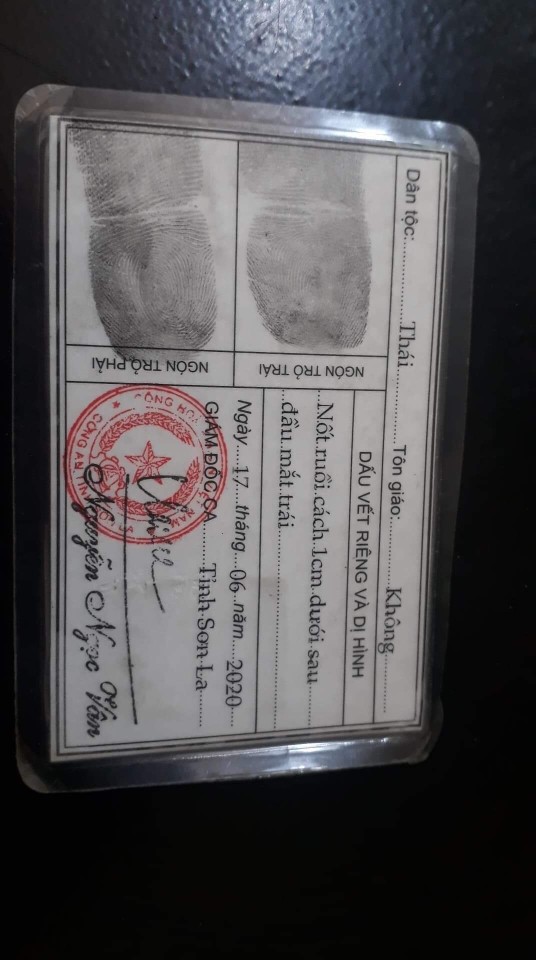 Dân tộc: Thái Tôn giáo: Không
NGÓN TRỎ TRÁI
NGÓN TRỎ PHẢI
DẤU VẾT RIÊNG VÀ DỊ HÌNH
Nốt ruồi cách 1cm dưới sau
đầu mắt trái
Ngày 17 tháng 06 năm 2020
GIÁM ĐỐC CA Tỉnh Sơn La
CÔNG AN
Nguyễn Ngọc Vân